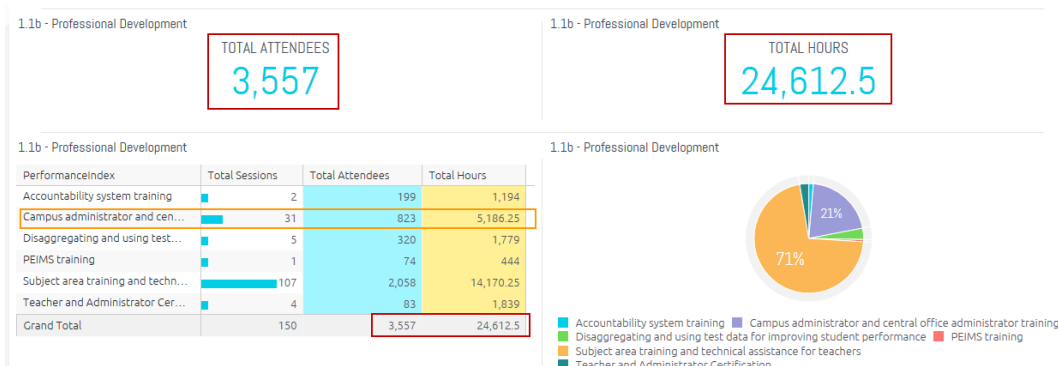 1.1b - Professional Development
TOTAL ATTENDEES
3,557
1.1b - Professional Development
TOTAL HOURS
24,612.5
1.1b - Professional Development
PerformanceIndex Total Sessions Total Attendees Total Hours
Accountability system training 2 199 1,194
Campus administrator and cen... 31 823 5,186.25
Disaggregating and using test... 5 320 1,779
PEIMS training 1 74 444
Subject area training and techn... 107 2,058 14,170.25
Teacher and Administrator Cer... 4 83 1,839
Grand Total 150 3,557 24,612.5
1.1b - Professional Development
21%
71%
Accountability system training Campus administrator and central office administrator training
Disaggregating and using test data for improving student performance PEIMS training
Subject area training and technical assistance for teachers
Teacher and Administrator Certification